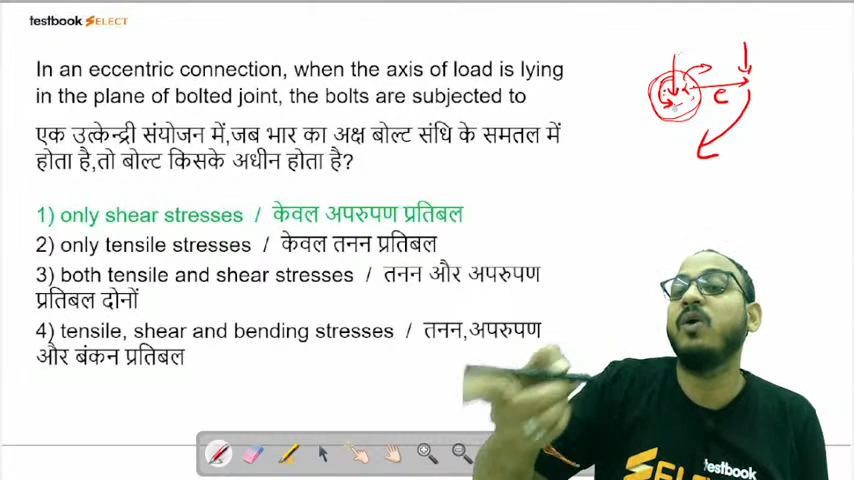 testbook SELECT
In an eccentric connection, when the axis of load is lying
in the plane of bolted joint, the bolts are subjected to
एक उत्केन्द्री संयोजन में,जब भार का अक्ष बोल्ट संधि के समतल में
होता है,तो बोल्ट किसके अधीन होता है?
1) only shear stresses / केवल अपरुपण प्रतिबल
2) only tensile stresses / केवल तनन प्रतिबल
3) both tensile and shear stresses / तनन और अपरुपण
प्रतिबल दोनों
4) tensile, shear and bending stresses / तनन,अपरुपण
और बंकन प्रतिबल
e
testbook